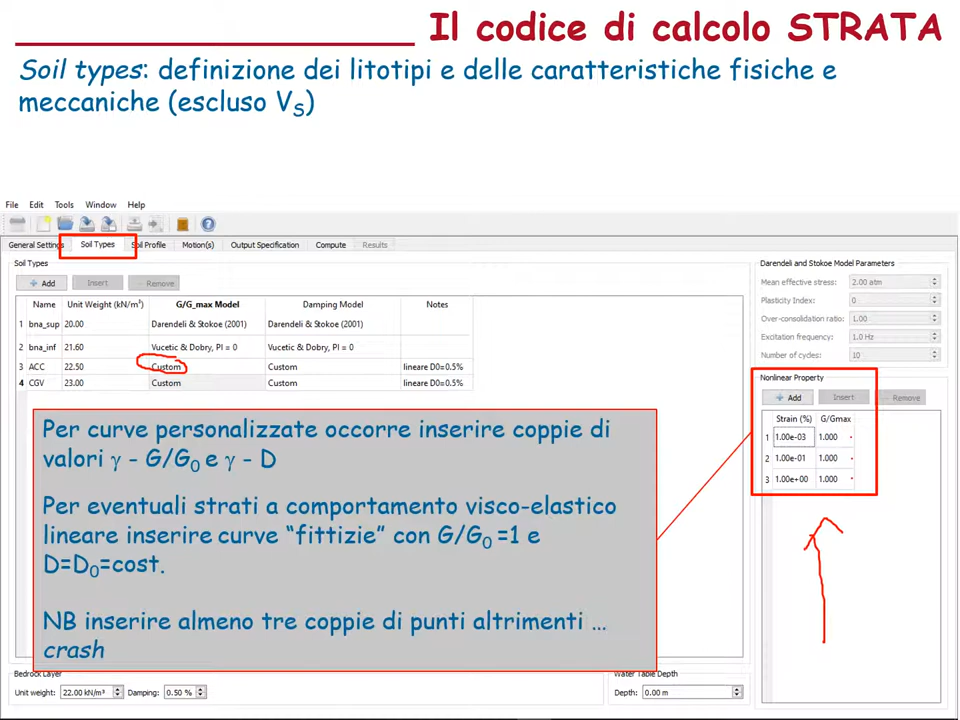 Il codice di calcolo STRATA
Soil types: definizione dei litotipi e delle caratteristiche fisiche e
meccaniche (escluso VS)
File Edit Tools Window Help
General Settings Soil Types Soil Profile Motion(s) Output Specification Compute Results
Soil Types
Add Insert Remove
Name Unit Weight (kN/m³) G/G_max Model Damping Model Notes
1 bna_sup 20.00 Darendeli & Stokoe (2001) Darendeli & Stokoe (2001)
2 bna_inf 21.60 Vucetic & Dobry, PI = 0 Vucetic & Dobry, PI = 0
3 ACC 22.50 Custom Custom lineare D0=0.5%
4 CGV 23.00 Custom Custom lineare D0=0.5%
Darendeli and Stokoe Model Parameters
Mean effective stress: 2.00 atm
Plasticity Index: 0
Over-consolidation ratio: 1.00
Excitation frequency: 1.0 Hz
Number of cycles: 10
Nonlinear Property
Add Insert Remove
Strain (%) G/Gmax
1 1.00e-03 1.000
2 1.00e-01 1.000
3 1.00e+00 1.000
Per curve personalizzate occorre inserire coppie di
valori γ - G/G0 e γ - D
Per eventuali strati a comportamento visco-elastico
lineare inserire curve “fittizie” con G/G0 =1 e
D=D0=cost.
NB inserire almeno tre coppie di punti altrimenti …
crash
Bedrock Layer
Unit weight: 22.00 kN/m³ Damping: 0.50 %
Water Table Depth
Depth: 0.00 m